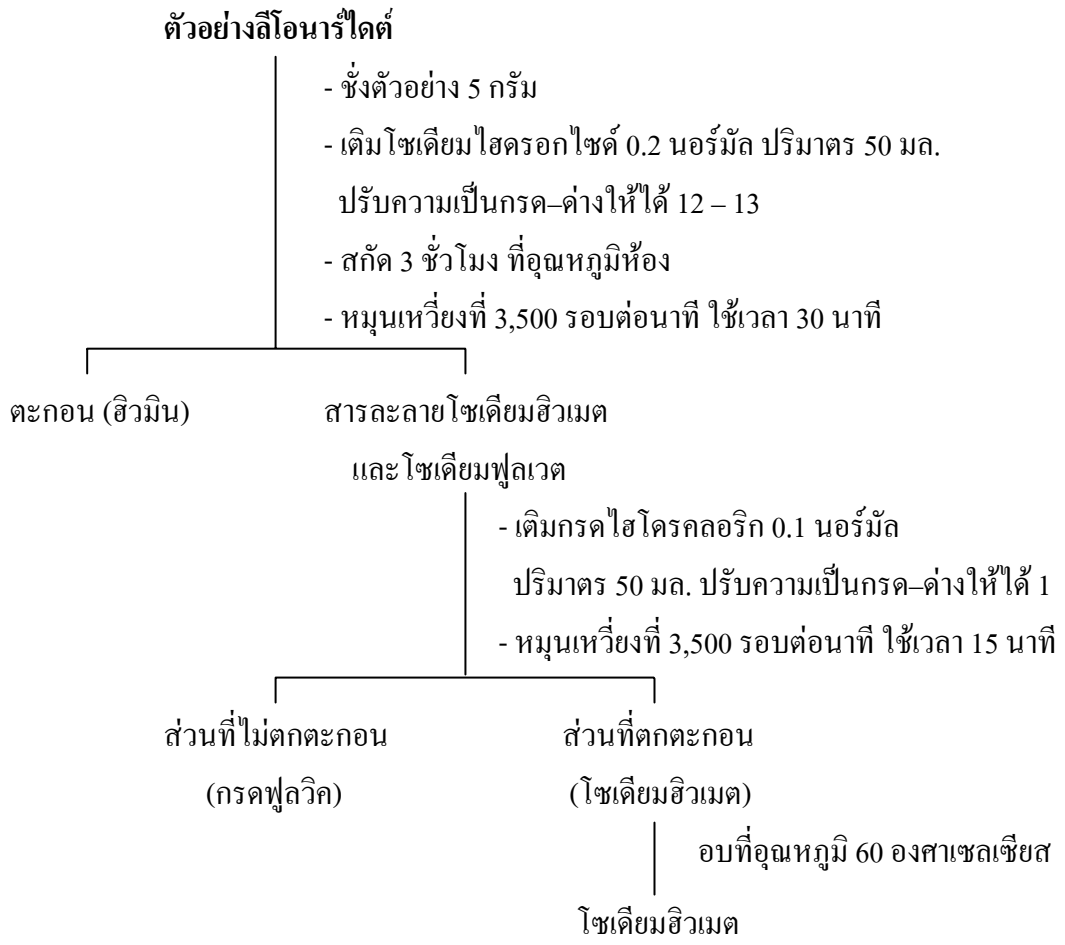 ตัวอย่างลีโอนาร์ไดต์
- ชั่งตัวอย่าง 5 กรัม
- เติมโซเดียมไฮดรอกไซด์ 0.2 นอร์มัล ปริมาตร 50 มล.
ปรับความเป็นกรด–ด่างให้ได้ 12 – 13
- สกัด 3 ชั่วโมง ที่อุณหภูมิห้อง
- หมุนเหวี่ยงที่ 3,500 รอบต่อนาที ใช้เวลา 30 นาที
ตะกอน (ฮิวมิน)
สารละลายโซเดียมฮิวเมต
และโซเดียมฟูลเวต
- เติมกรดไฮโดรคลอริก 0.1 นอร์มัล
ปริมาตร 50 มล. ปรับความเป็นกรด–ด่างให้ได้ 1
- หมุนเหวี่ยงที่ 3,500 รอบต่อนาที ใช้เวลา 15 นาที
ส่วนที่ไม่ตกตะกอน
(กรดฟูลวิค)
ส่วนที่ตกตะกอน
(โซเดียมฮิวเมต)
อบที่อุณหภูมิ 60 องศาเซลเซียส
โซเดียมฮิวเมต